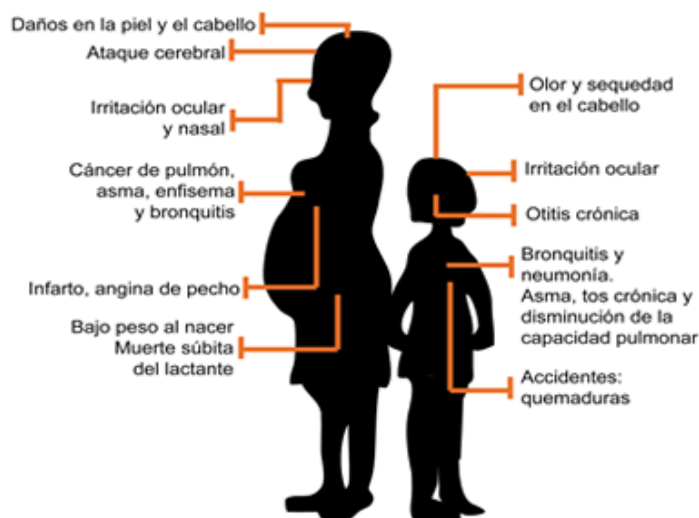 Daños en la piel y el cabello
Ataque cerebral
Irritación ocular
y nasal
Cáncer de pulmón,
asma, enfisema
y bronquitis
Infarto, angina de pecho
Bajo peso al nacer
Muerte súbita
del lactante
Olor y sequedad
en el cabello
Irritación ocular
Otitis crónica
Bronquitis y
neumonía.
Asma, tos crónica y
disminución de la
capacidad pulmonar
Accidentes:
quemaduras